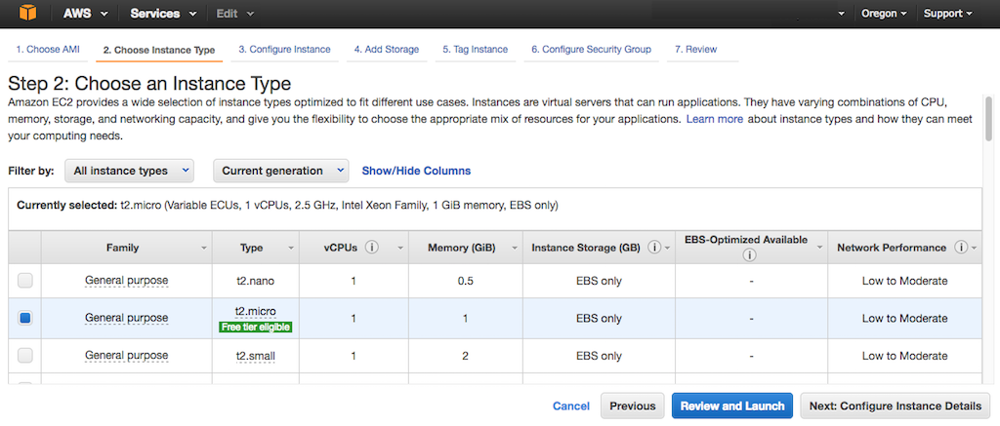 AWS Services Edit Oregon Support
1. Choose AMI 2. Choose Instance Type 3. Configure Instance 4. Add Storage 5. Tag Instance 6. Configure Security Group 7. Review
Step 2: Choose an Instance Type
Amazon EC2 provides a wide selection of instance types optimized to fit different use cases. Instances are virtual servers that can run applications. They have varying combinations of CPU,
memory, storage, and networking capacity, and give you the flexibility to choose the appropriate mix of resources for your applications. Learn more about instance types and how they can meet
your computing needs.
Filter by: All instance types Current generation Show/Hide Columns
Currently selected: t2.micro (Variable ECUs, 1 vCPUs, 2.5 GHz, Intel Xeon Family, 1 GiB memory, EBS only)
Family Type vCPUs Memory (GiB) Instance Storage (GB) EBS-Optimized Available Network Performance
General purpose t2.nano 1 0.5 EBS only - Low to Moderate
General purpose t2.micro 1 1 EBS only - Low to Moderate
Free tier eligible
General purpose t2.small 1 2 EBS only - Low to Moderate
Cancel Previous Review and Launch Next: Configure Instance Details